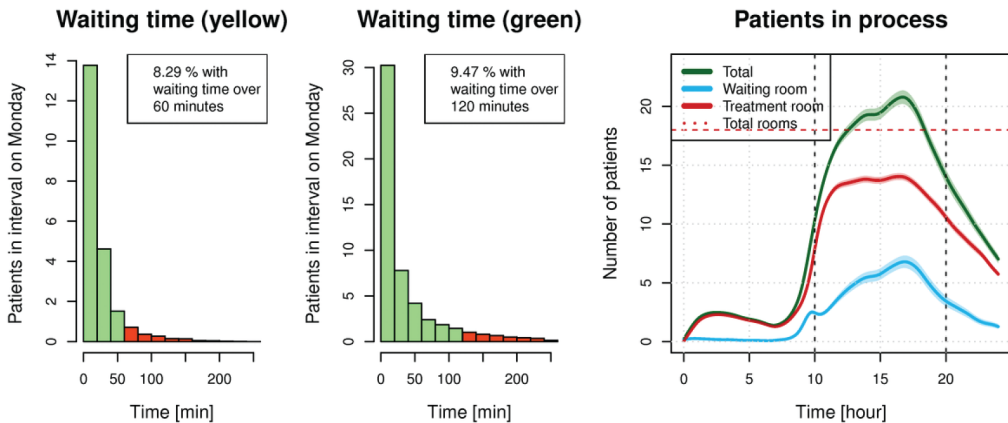 Waiting time (yellow)
Patients in interval on Monday
14
12
10
8
6
4
2
0
8.29 % with
waiting time over
60 minutes
0 50 100 200
Time [min]
Waiting time (green)
Patients in interval on Monday
30
25
20
15
10
5
0
9.47 % with
waiting time over
120 minutes
0 50 100 200
Time [min]
Patients in process
Number of patients
20
15
10
5
0
Total
Waiting room
Treatment room
Total rooms
0 5 10 15 20
Time [hour]